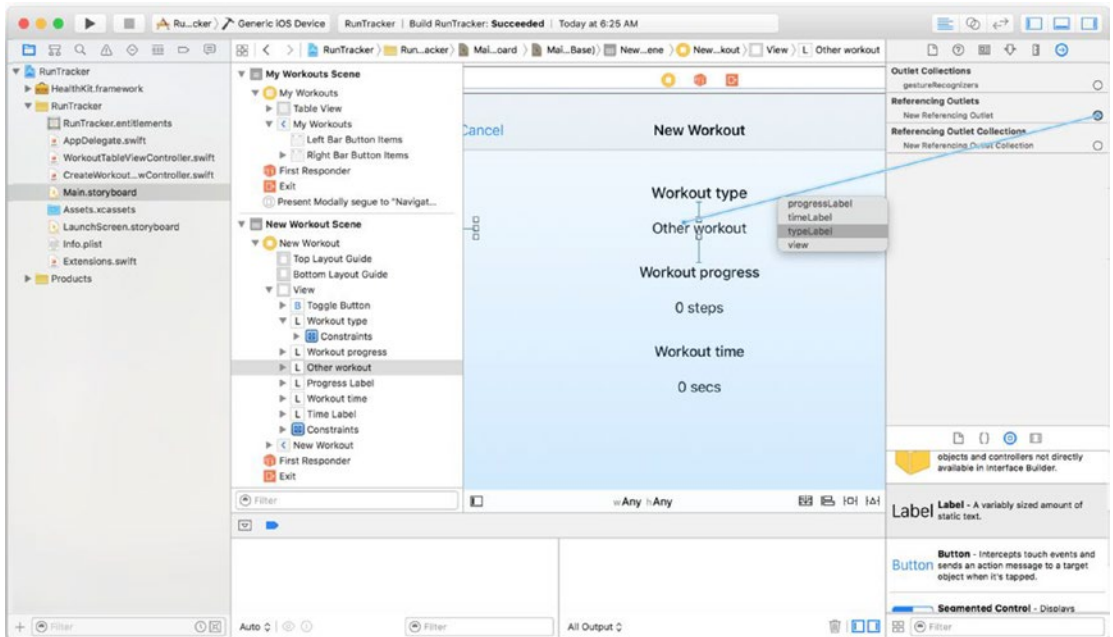 Ru...cker) Generic iOS Device RunTracker | Build RunTracker: Succeeded | Today at 6:25 AM
RunTracker Run...acker) Mai...oard Mai...Base)) New...ene New...kout) View L Other workout
RunTracker
HealthKit.framework
RunTracker
RunTracker.entitlements
AppDelegate.swift
WorkoutTableViewController.swift
CreateWorkout...wController.swift
Main.storyboard
Assets.xcassets
LaunchScreen.storyboard
Info.plist
Extensions.swift
Products
Filter
My Workouts Scene
My Workouts
Table View
My Workouts
Left Bar Button Items
Right Bar Button Items
First Responder
Exit
Present Modally segue to "Navigat...
New Workout Scene
New Workout
Top Layout Guide
Bottom Layout Guide
View
B Toggle Button
L Workout type
Constraints
L Workout progress
L Other workout
L Progress Label
L Workout time
L Time Label
Constraints
New Workout
First Responder
Exit
Filter
Cancel New Workout
Workout type
Other workout
Workout progress
0 steps
Workout time
0 secs
progressLabel
timeLabel
typeLabel
view
wAny hAny
Auto
Filter
All Output
Outlet Collections
gestureRecognizers
Referencing Outlets
New Referencing Outlet
Referencing Outlet Collections
New Referencing Outlet Collection
objects and controllers not directly
available in Interface Builder.
Label Label - A variably sized amount of
static text.
Button - Intercepts touch events and
Button sends an action message to a target
object when it's tapped.
Segmented Control - Displays
Filter